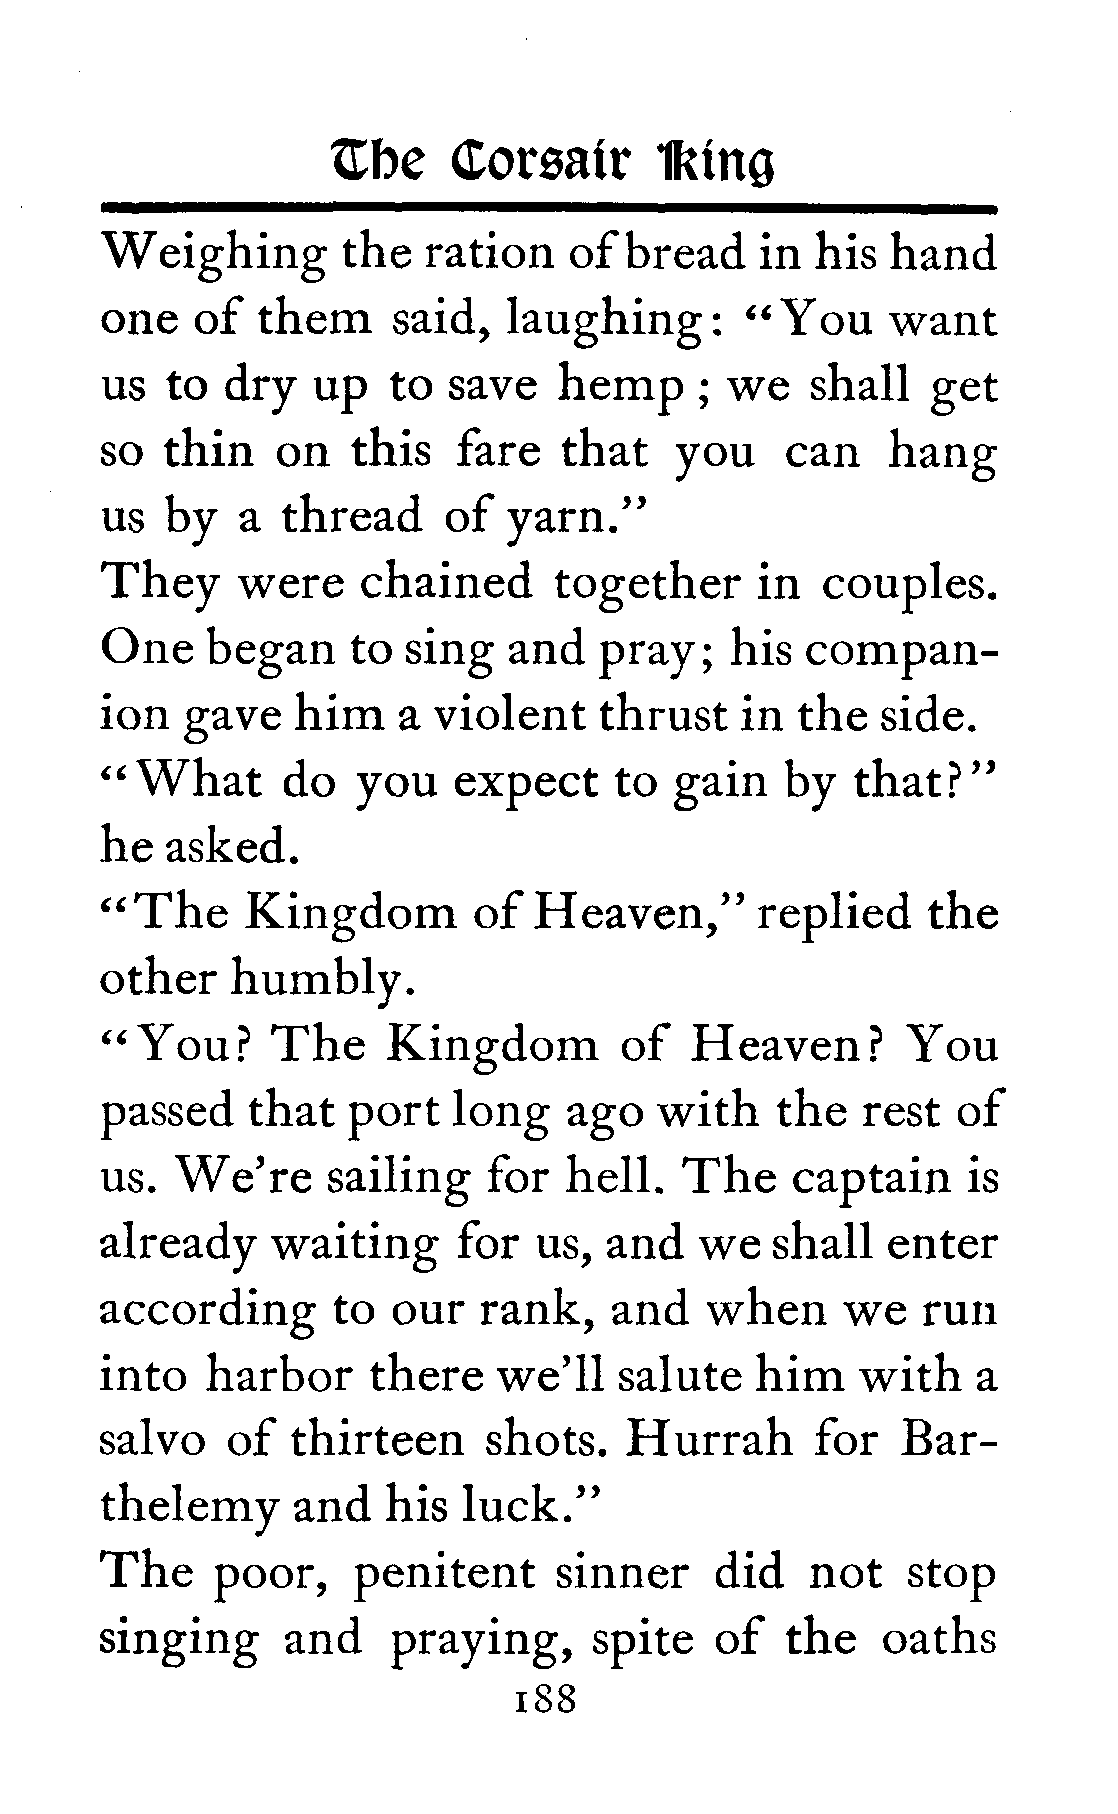 The Corsair King
Weighing the ration of bread in his hand
one of them said, laughing: “You want
us to dry up to save hemp ; we shall get
so thin on this fare that you can hang
us by a thread of yarn.”
They were chained together in couples.
One began to sing and pray; his compan-
ion gave him a violent thrust in the side.
“What do you expect to gain by that?”
he asked.
“The Kingdom of Heaven,” replied the
other humbly.
“You? The Kingdom of Heaven? You
passed that port long ago with the rest of
us. We’re sailing for hell. The captain is
already waiting for us, and we shall enter
according to our rank, and when we run
into harbor there we’ll salute him with a
salvo of thirteen shots. Hurrah for Bar-
thelemy and his luck.”
The poor, penitent sinner did not stop
singing and praying, spite of the oaths
188